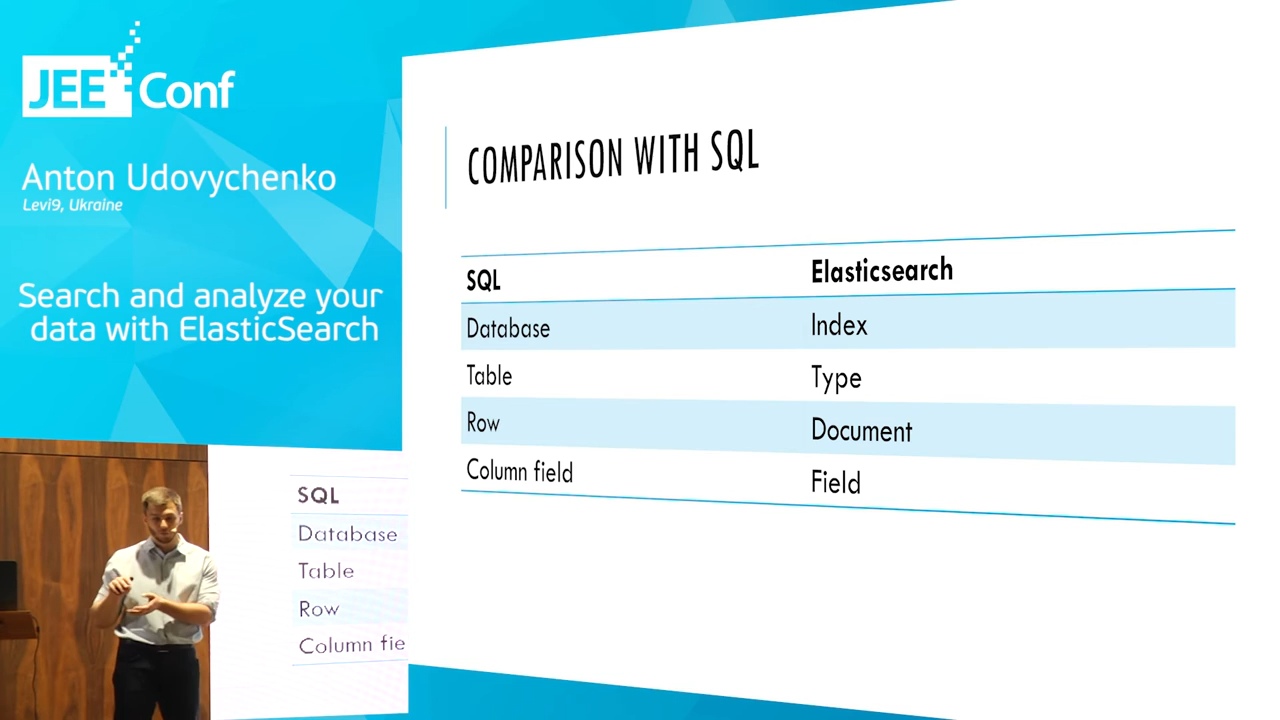 JEE Conf
Anton Udovychenko
Levi9, Ukraine
Search and analyze your
data with ElasticSearch
COMPARISON WITH SQL
SQL Elasticsearch
Database Index
Table Type
Row Document
Column field Field
SQL
Database
Table
Row
Column fie